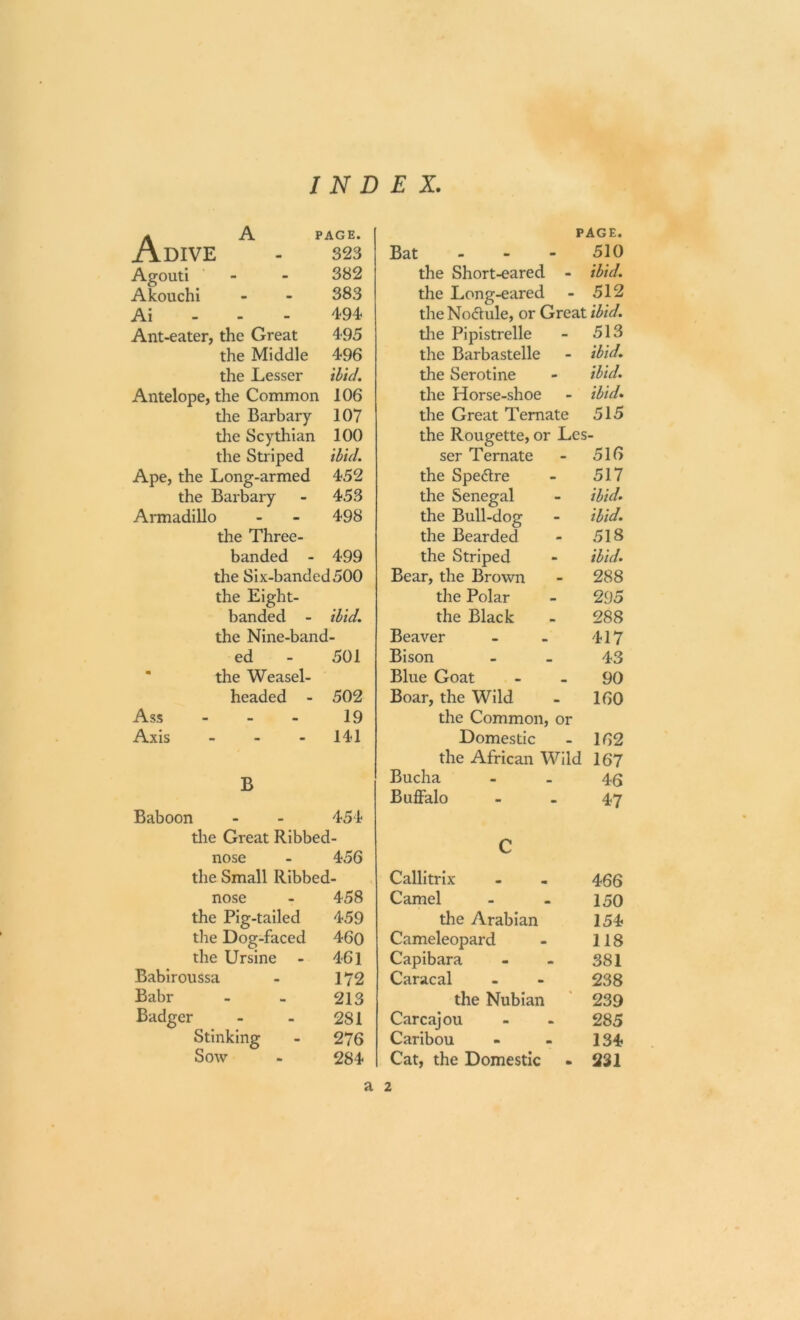 INDEX.
A PAGE.
ADIVE - 323
Agouti - - 382
Akouchi - - 383
Ai - - - 494
Ant-eater, the Great 495
the Middle 496
the Lesser ibid.
Antelope, the Common 106
the Barbary 107
the Scythian 100
the Striped ibid.
Ape, the Long-armed 452
the Barbary - 453
Armadillo - - 498
the Three-
banded - 499
the Six-banded 500
the Eight-
banded - ibid.
the Nine-band-
ed - 501
the Weasel-
headed - 502
Ass - - - 19
Axis - - - 141
B
Baboon - - 454
the Great Ribbed-
nose - 456
the Small Ribbed-
nose - 458
the Pig-tailed 459
the Dog-faced 460
the Ursine - 461
Babiroussa - 172
Babr - - 213
Badger - - 281
Stinking - 276
Sow - 284
PAGE.
Bat - - - 510
the Short-eared - ibid.
the Long-eared - 512
the Noctule, or Great ibid.
the Pipistrelle - 513
the Barbastelle - ibid.
the Serotine - ibid.
the Horse-shoe - ibid.
the Great Ternate 515
the Rougette, or Les-
ser Ternate - 516
the Spectre - 517
the Senegal - ibid.
the Bull-dog - ibid.
the Bearded - 518
the Striped - ibid.
Bear, the Brown - 288
the Polar - 295
the Black - 288
Beaver - - 417
Bison - - 43
Blue Goat - - 90
Boar, the Wild - 160
the Common, or
Domestic - 162
the African Wild 167
Bucha - - 46
Buffalo - - 47
C
Callitrix - - 466
Camel - - 150
the Arabian 154
Cameleopard - 118
Capibara - - 381
Caracal - - 238
the Nubian 239
Carcajou - - 285
Caribou - - 134
Cat, the Domestic - 231
a 2